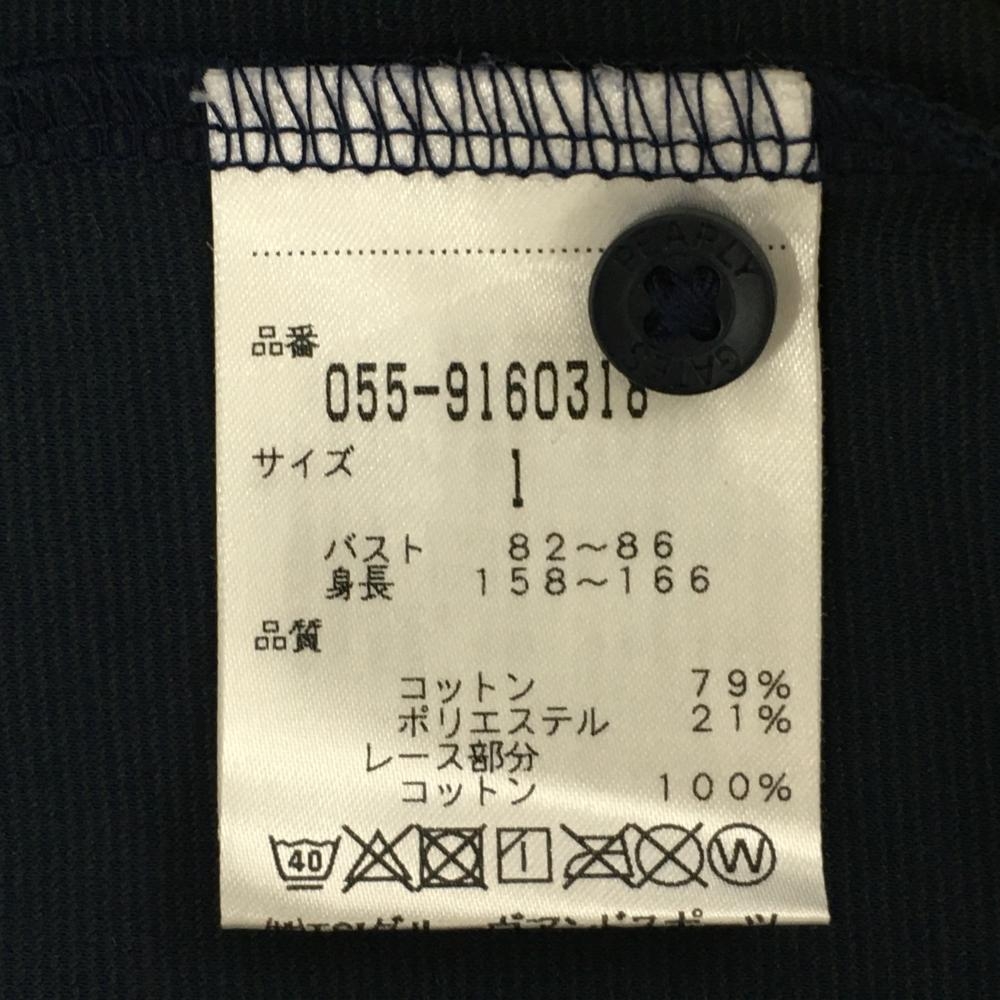 PEARLY
GATES
品番
055-9160318
サイズ
1
バスト 82～86
身長 158～166
品質
コットン 79%
ポリエステル 21%
レース部分
コットン 100%
40 W